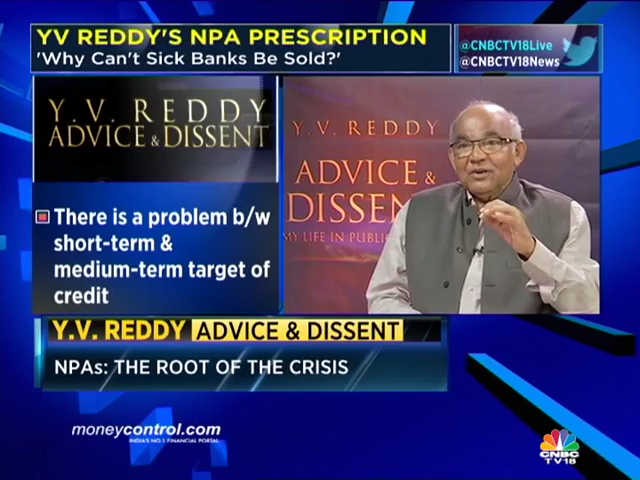 YV REDDY'S NPA PRESCRIPTION
'Why Can't Sick Banks Be Sold?'
@CNBCTV18Live
@CNBCTV18News
Y. V. REDDY
ADVICE & DISSENT
There is a problem b/w
short-term &
medium-term target of
credit
Y. V. REDDY
ADVICE &
DISSEN
MY LIFE IN PUBLIC
Y.V. REDDY ADVICE & DISSENT
NPAs: THE ROOT OF THE CRISIS
moneycontrol.com
INDIA'S NO.1 FINANCIAL PORTAL
CNBC
TV18